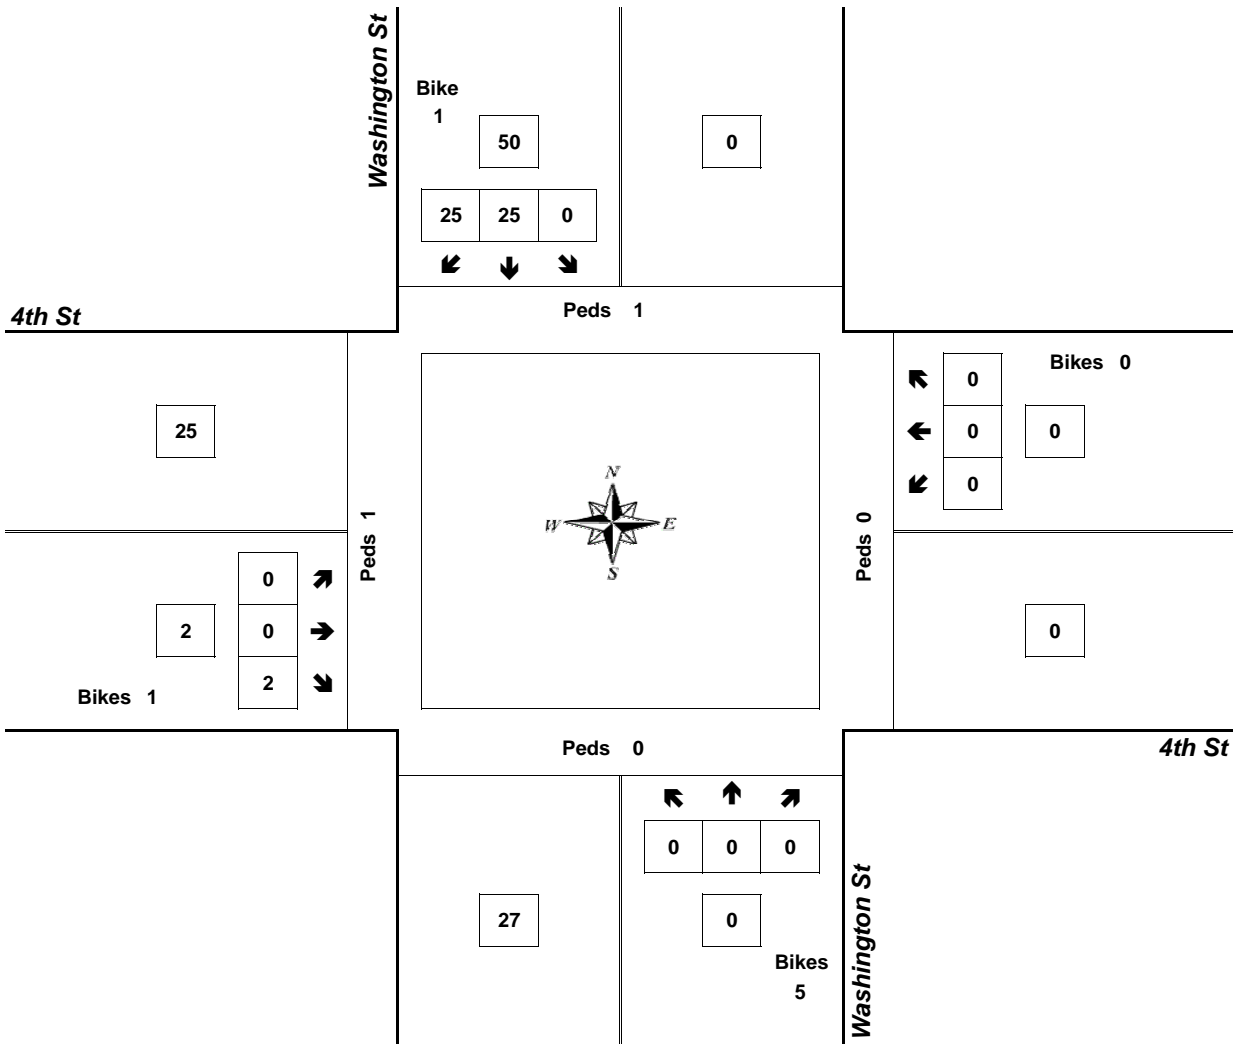 Washington St
Bike
1
50
0
25 25 0
4th St
Peds 1
Bikes 0
0
25
0 0
0
N
W E
S
Peds 1
Peds 0
0
2
0
0
2
Bikes 1
Peds 0
4th St
0 0 0
27
0
Bikes
5
Washington St